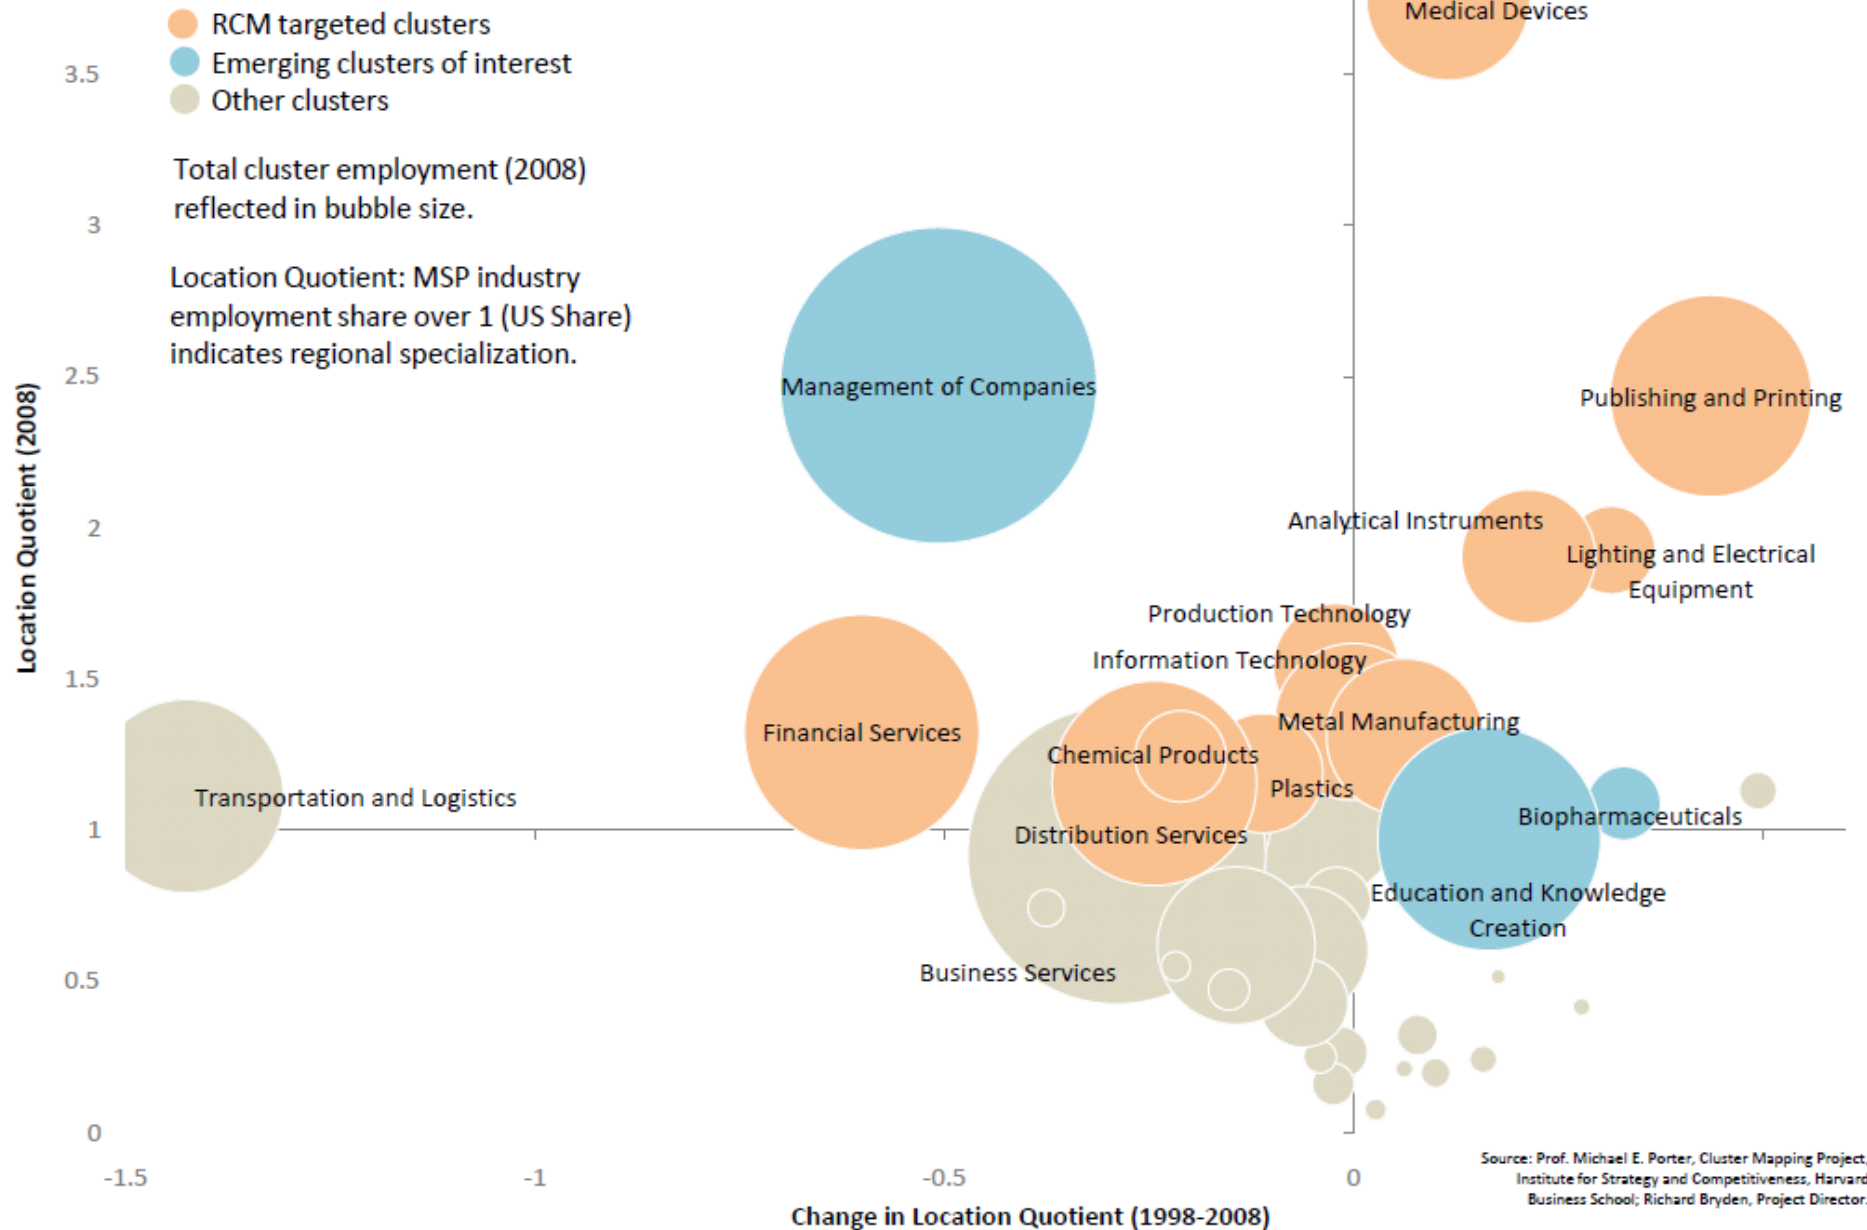 RCM targeted clusters
Emerging clusters of interest
Other clusters
Total cluster employment (2008)
reflected in bubble size.
Location Quotient: MSP industry
employment share over 1 (US Share)
indicates regional specialization.
Location Quotient (2008)
3.5
3
2.5
2
1.5
1
0.5
0
Medical Devices
Management of Companies
Publishing and Printing
Analytical Instruments
Lighting and Electrical
Equipment
Production Technology
Information Technology
Metal Manufacturing
Financial Services
Chemical Products
Plastics
Transportation and Logistics
Biopharmaceuticals
Distribution Services
Education and Knowledge
Creation
Business Services
-1.5
-1
-0.5
0
Change in Location Quotient (1998-2008)
Source: Prof. Michael E. Porter, Cluster Mapping Project,
Institute for Strategy and Competitiveness, Harvard
Business School; Richard Bryden, Project Director.